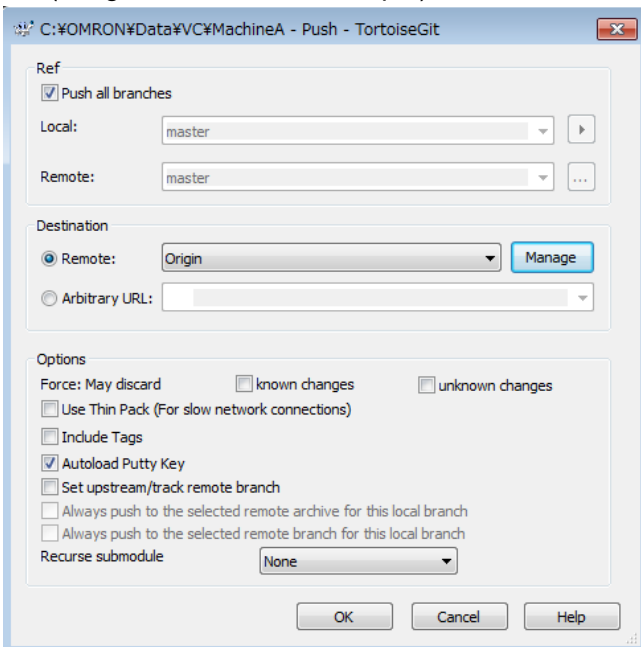 C:¥OMRON¥Data¥VC¥MachineA - Push - TortoiseGit
Ref
Push all branches
Local: master
Remote: master
...
Destination
Remote: Origin Manage
Arbitrary URL:
Options
Force: May discard known changes unknown changes
Use Thin Pack (For slow network connections)
Include Tags
Autoload Putty Key
Set upstream/track remote branch
Always push to the selected remote archive for this local branch
Always push to the selected remote branch for this local branch
Recurse submodule None
OK Cancel Help